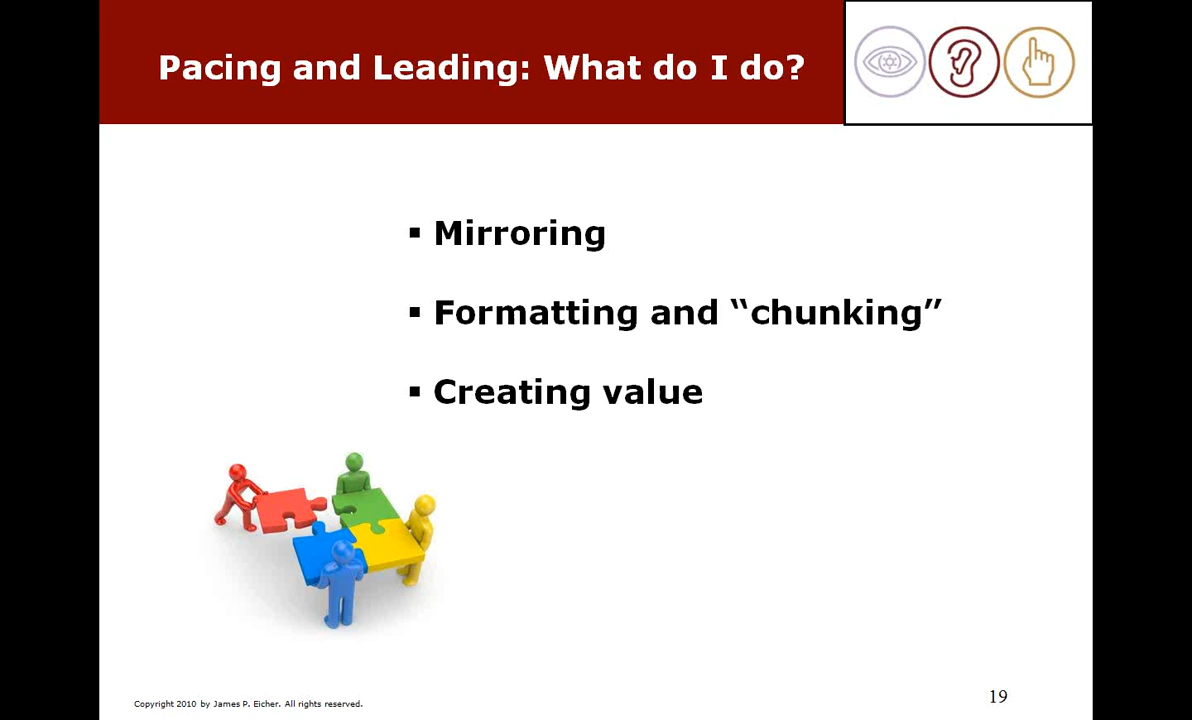 Pacing and Leading: What do I do?
▪ Mirroring
▪ Formatting and “chunking”
▪ Creating value
Copyright 2010 by James P. Eicher. All rights reserved.
19